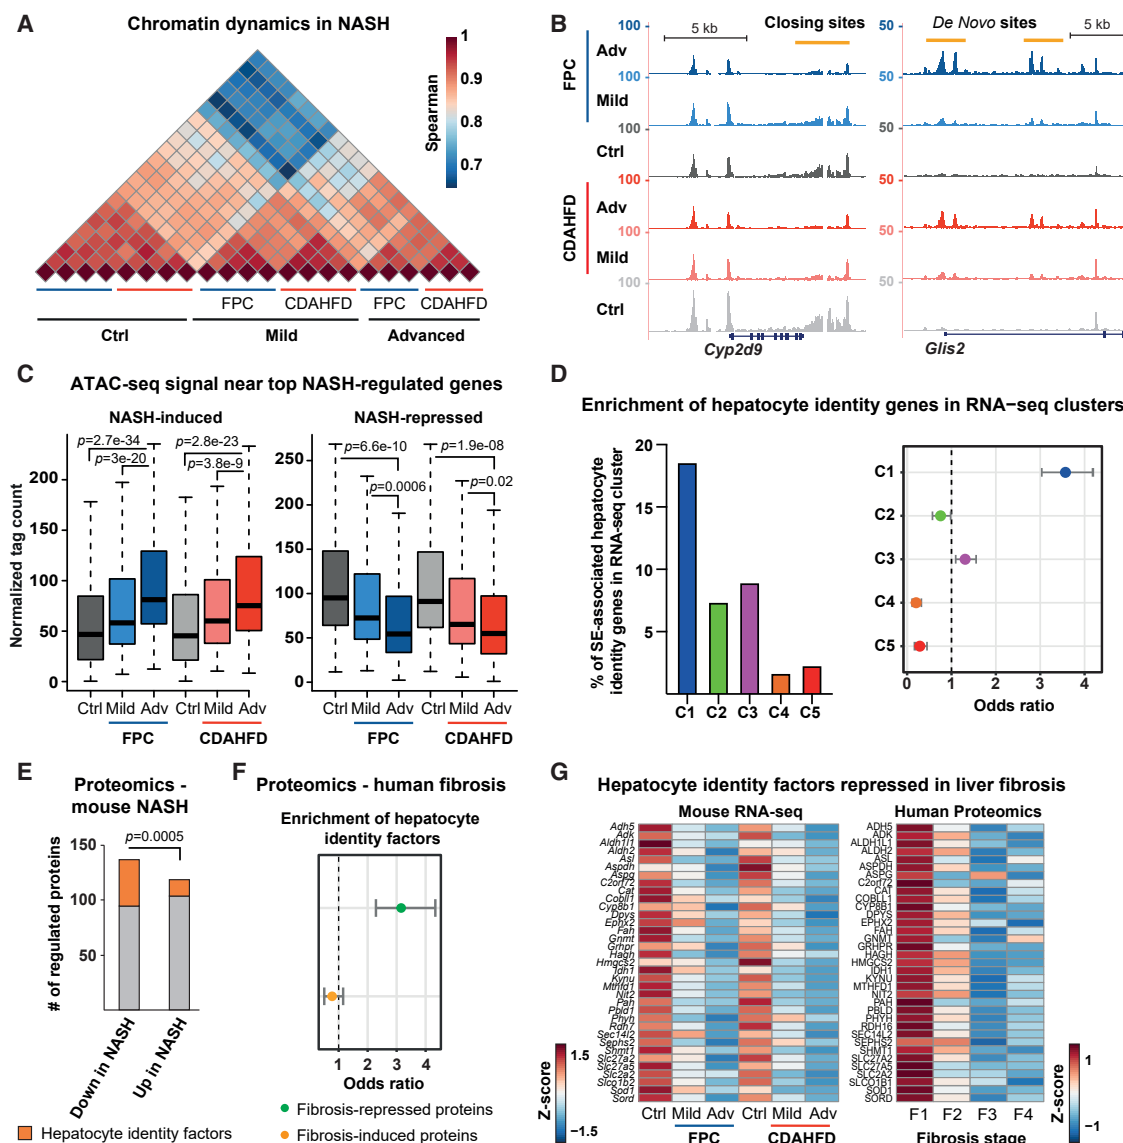 A
Chromatin dynamics in NASH
1
0.9
0.8
0.7
Spearman
FPC
CDAHFD
FPC
CDAHFD
Ctrl
Mild
Advanced
B
FPC
CDAHFD
Adv
Mild
Ctrl
Adv
Mild
Ctrl
100
100
100
100
100
100
5 kb
Closing sites
Cyp2d9
50
50
50
50
50
50
De Novo sites
5 kb
Glis2
C
ATAC-seq signal near top NASH-regulated genes
NASH-induced
NASH-repressed
Normalized tag count
200
150
100
50
0
p=2.7e-34
p=3e-20
p=2.8e-23
p=3.8e-9
Ctrl Mild Adv Ctrl Mild Adv
FPC
CDAHFD
250
200
150
100
50
0
p=6.6e-10
p=0.0006
p=1.9e-08
p=0.02
Ctrl Mild Adv Ctrl Mild Adv
FPC
CDAHFD
D
Enrichment of hepatocyte identity genes in RNA−seq clusters
% of SE-associated hepatocyte
identity genes in RNA-seq cluster
20
15
10
5
C1 C2 C3 C4 C5
C1
C2
C3
C4
C5
0 1 2 3 4
Odds ratio
E
Proteomics -
mouse NASH
p=0.0005
# of regulated proteins
150
100
50
Down in NASH
Up in NASH
Hepatocyte identity factors
F
Proteomics - human fibrosis
Enrichment of hepatocyte
identity factors
1 2 3 4
Odds ratio
Fibrosis-repressed proteins
Fibrosis-induced proteins
G
Hepatocyte identity factors repressed in liver fibrosis
Mouse RNA-seq
Adh5
Adk
Aldh1l1
Aldh2
Asl
Aspdh
Aspg
C2orf72
Cat
Cobll1
Cyp8b1
Dpys
Ephx2
Fah
Gnmt
Grhpr
Hagh
Hmgcs2
Idh1
Kynu
Mthfd1
Nit2
Pah
Pbld1
Phyh
Rdh7
Sec14l2
Sephs2
Shmt1
Slc27a2
Slc27a5
Slc2a2
Slco1b2
Sod1
Sord
Z-score
1.5
−1.5
Ctrl Mild Adv Ctrl Mild Adv
FPC
CDAHFD
Human Proteomics
ADH5
ADK
ALDH1L1
ALDH2
ASL
ASPDH
ASPG
C2orf72
CAT
COBLL1
CYP8B1
DPYS
EPHX2
FAH
GNMT
GRHPR
HAGH
HMGCS2
IDH1
KYNU
MTHFD1
NIT2
PAH
PBLD
PHYH
RDH16
SEC14L2
SEPHS2
SHMT1
SLC27A2
SLC27A5
SLC2A2
SLCO1B1
SOD1
SORD
F1 F2 F3 F4
Fibrosis stage
Z-score
1
−1